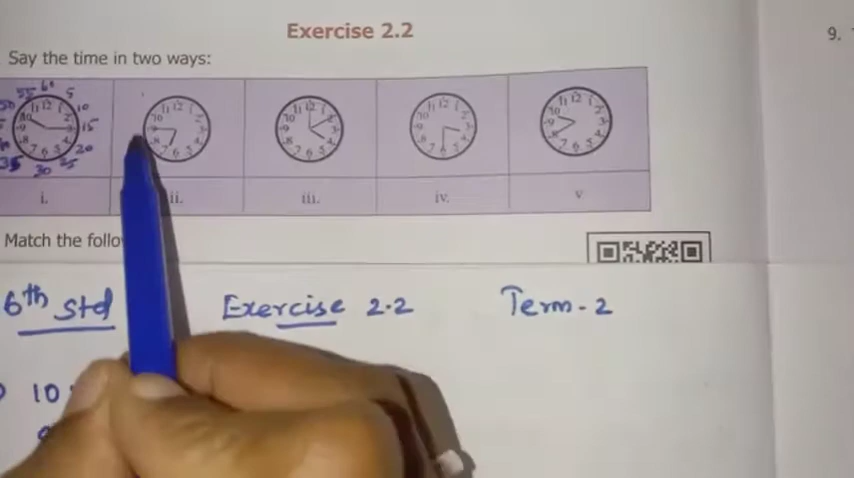 Exercise 2.2
9.
Say the time in two ways:
i. ii. iii. iv. v
Match the follo
6th Std Exercise 2.2 Term-2
10